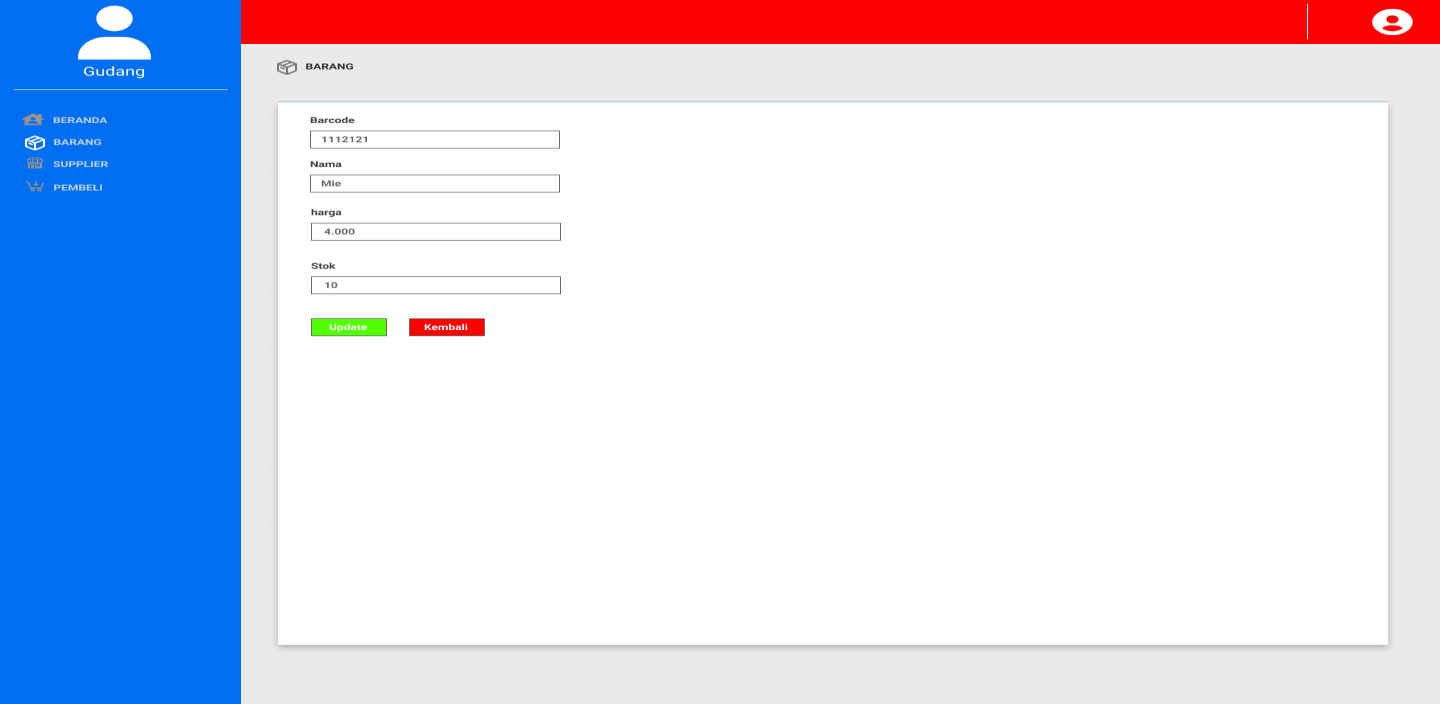 Gudang
BERANDA
BARANG
SUPPLIER
PEMBELI
BARANG
Barcode
1112121
Nama
Mie
harga
4.000
Stok
10
Update Kembali